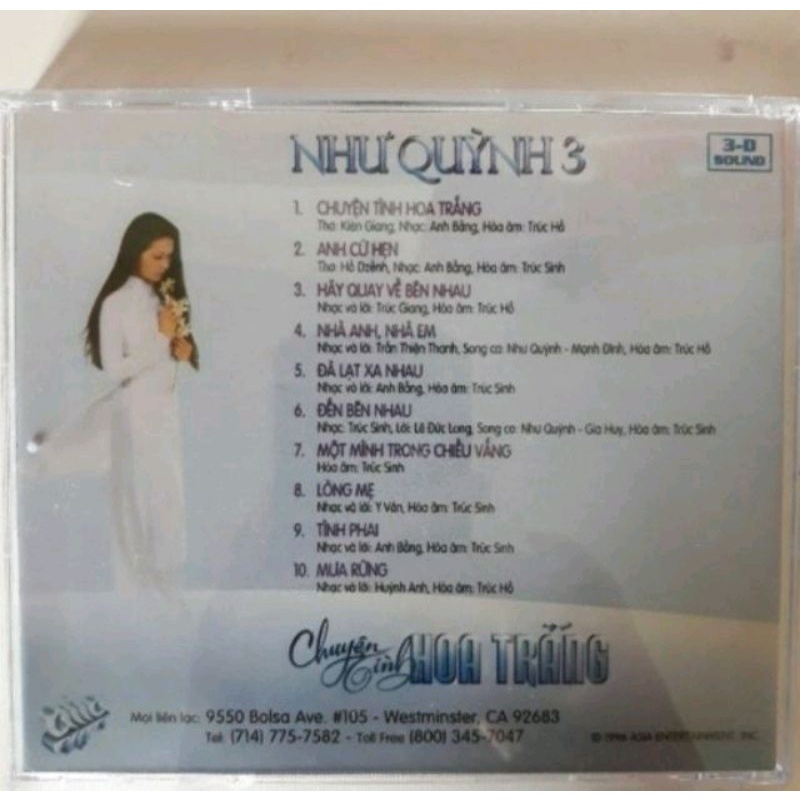 NHƯ QUỲNH 3
3-D
SOUND
1. CHUYỆN TÌNH HOA TRẮNG
Thơ: Kiên Giang, Nhạc: Anh Bằng, Hòa âm: Trúc Hồ
2. ANH CỨ HẸN
Thơ: Hồ Dzếnh, Nhạc: Anh Bằng, Hòa âm: Trúc Sinh
3. HÃY QUAY VỀ BÊN NHAU
Nhạc và lời: Trúc Giang, Hòa âm: Trúc Hồ
4. NHÀ ANH, NHÀ EM
Nhạc và lời: Trần Thiện Thanh, Song ca: Như Quỳnh - Mạnh Đình, Hòa âm: Trúc Hồ
5. ĐÀ LẠT XA NHAU
Nhạc và lời: Anh Bằng, Hòa âm: Trúc Sinh
6. ĐẾN BÊN NHAU
Nhạc: Trúc Sinh, Lời: Lê Đức Long, Song ca: Như Quỳnh - Gia Huy, Hòa âm: Trúc Sinh
7. MỘT MÌNH TRONG CHIỀU VẮNG
Hòa âm: Trúc Sinh
8. LÒNG MẸ
Nhạc và lời: Y Vân, Hòa âm: Trúc Sinh
9. TÌNH PHAI
Nhạc và lời: Anh Bằng, Hòa âm: Trúc Sinh
10. MƯA RỪNG
Nhạc và lời: Huỳnh Anh, Hòa âm: Trúc Hồ
Chuyện Tình HOA TRẮNG
Mọi liên lạc: 9550 Bolsa Ave. #105 - Westminster, CA 92683
Tel: (714) 775-7582 - Toll Free (800) 345-7047
ASIA ENTERTAINMENT INC.